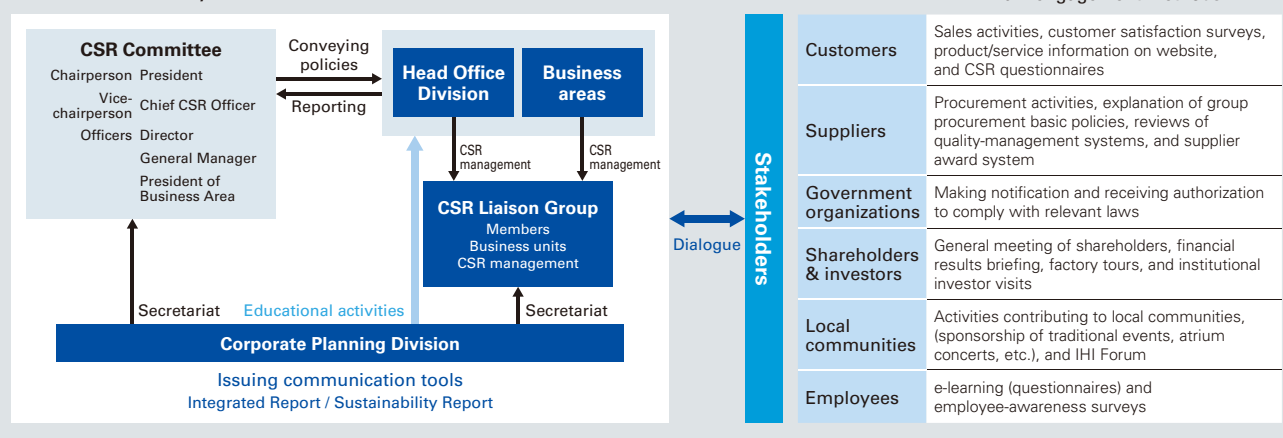 CSR Committee
Chairperson President
Vice-
chairperson Chief CSR Officer
Officers Director
General Manager
President of
Business Area
Conveying
policies
Reporting
Head Office
Division
Business
areas
CSR
management
CSR
management
CSR Liaison Group
Members
Business units
CSR management
Secretariat
Educational activities
Secretariat
Corporate Planning Division
Issuing communication tools
Integrated Report / Sustainability Report
Dialogue
Stakeholders
Customers
Sales activities, customer satisfaction surveys,
product/service information on website,
and CSR questionnaires
Suppliers
Procurement activities, explanation of group
procurement basic policies, reviews of
quality-management systems, and supplier
award system
Government
organizations
Making notification and receiving authorization
to comply with relevant laws
Shareholders
& investors
General meeting of shareholders, financial
results briefing, factory tours, and institutional
investor visits
Local
communities
Activities contributing to local communities,
(sponsorship of traditional events, atrium
concerts, etc.), and IHI Forum
Employees
e-learning (questionnaires) and
employee-awareness surveys